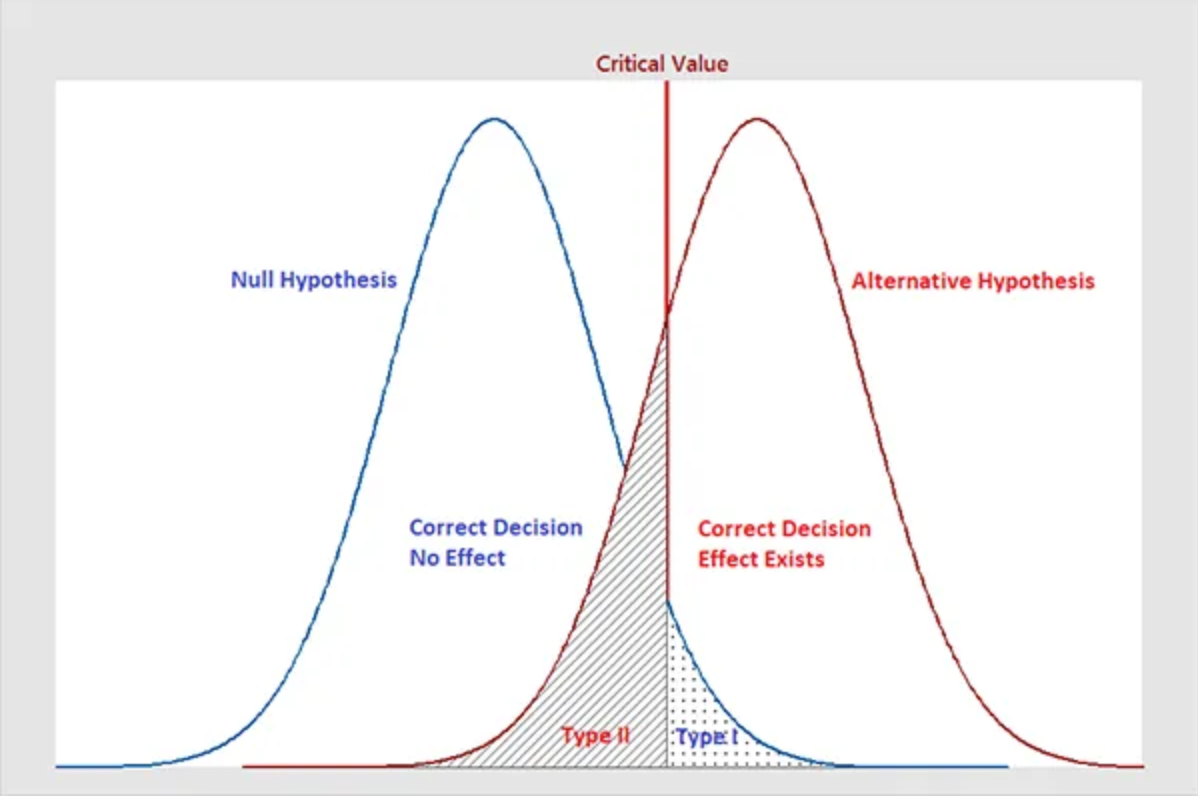 Critical Value
Null Hypothesis
Alternative Hypothesis
Correct Decision
No Effect
Correct Decision
Effect Exists
Type II
Type I